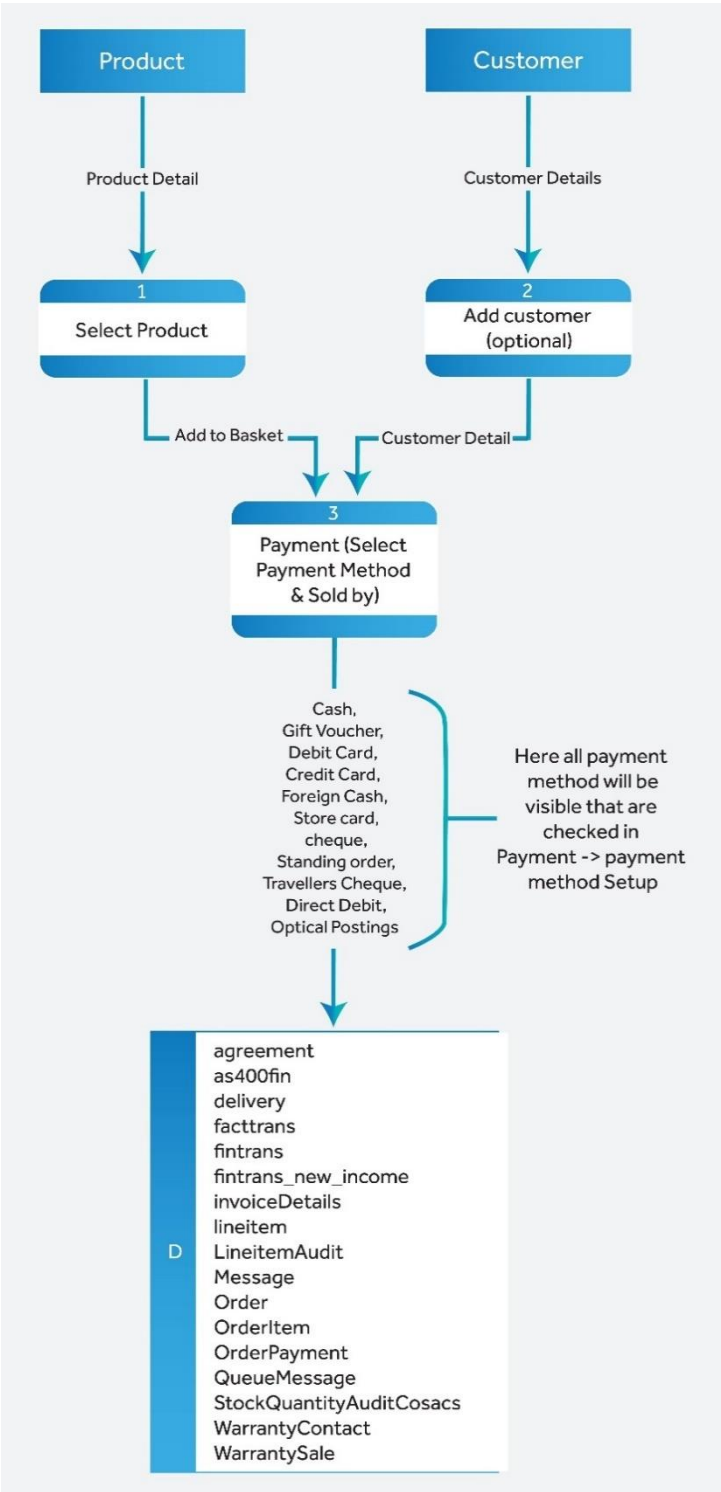 Product
Customer
Product Detail
Customer Details
1
Select Product
2
Add customer
(optional)
Add to Basket
Customer Detail
3
Payment (Select
Payment Method
& Sold by)
Cash,
Gift Voucher,
Debit Card,
Credit Card,
Foreign Cash,
Store card,
cheque,
Standing order,
Travellers Cheque,
Direct Debit,
Optical Postings
Here all payment
method will be
visible that are
checked in
Payment -> payment
method Setup
D
agreement
as400fin
delivery
facttrans
fintrans
fintrans_new_income
invoiceDetails
lineitem
LineitemAudit
Message
Order
OrderItem
OrderPayment
QueueMessage
StockQuantityAuditCosacs
WarrantyContact
WarrantySale